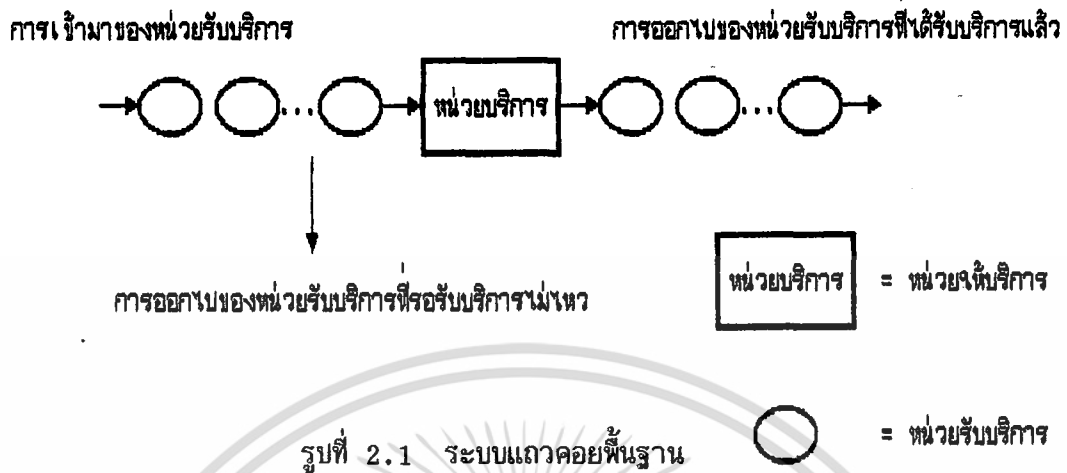 การเข้ามาของหน่วยรับบริการ
การออกไปของหน่วยรับบริการที่ได้รับบริการแล้ว
... หน่วยบริการ ...
การออกไปของหน่วยรับบริการที่รอรับบริการไม่ไหว
หน่วยบริการ = หน่วยให้บริการ
รูปที่ 2.1 ระบบแถวคอยพื้นฐาน
= หน่วยรับบริการ